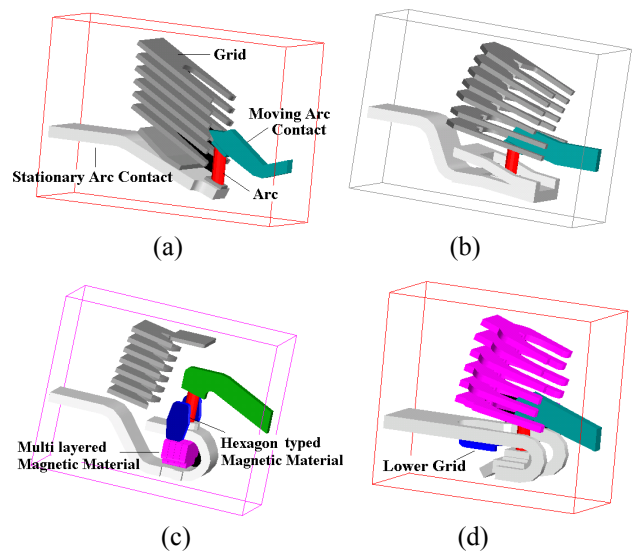 Grid
Moving Arc
Contact
Stationary Arc Contact
Arc
(a)
(b)
Multi layered
Magnetic Material
Hexagon typed
Magnetic Material
Lower Grid
(c)
(d)